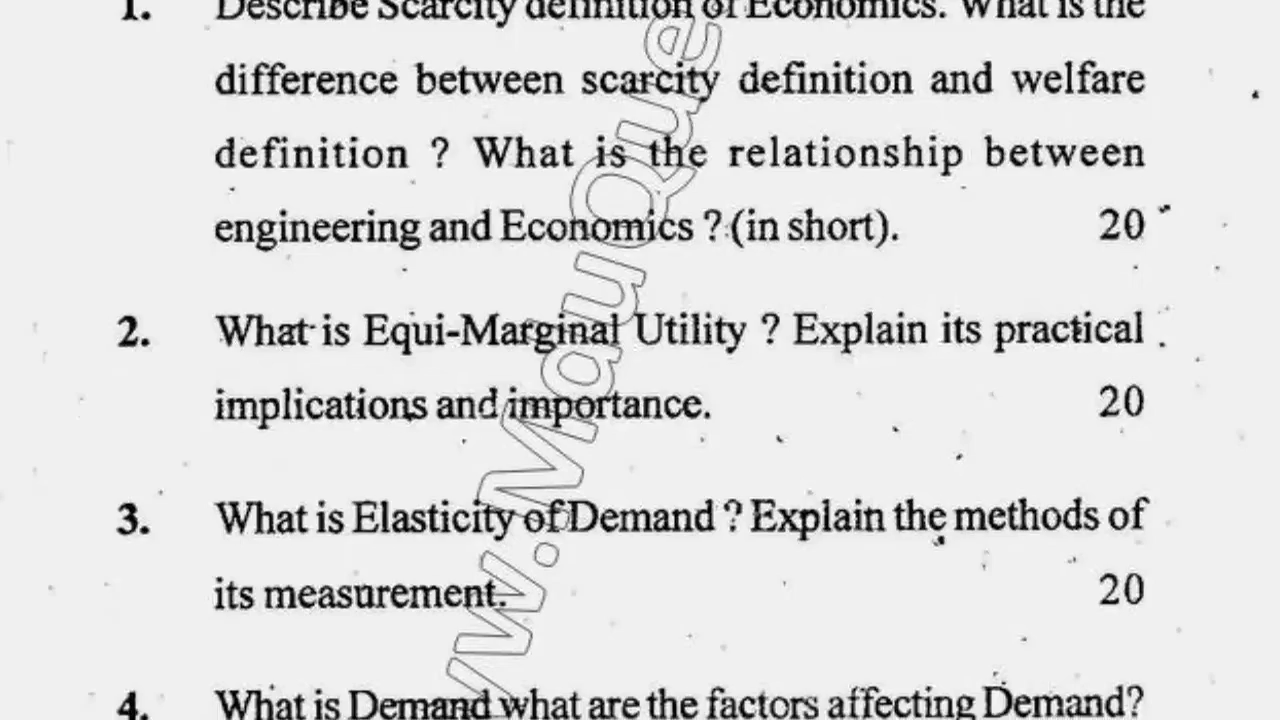 1. Describe Scarcity definition of Economics. What is the
difference between scarcity definition and welfare
definition ? What is the relationship between
engineering and Economics ? (in short). 20
2. What is Equi-Marginal Utility ? Explain its practical
implications and importance. 20
3. What is Elasticity of Demand ? Explain the methods of
its measurement. 20
4. What is Demand what are the factors affecting Demand?
w.MduQue